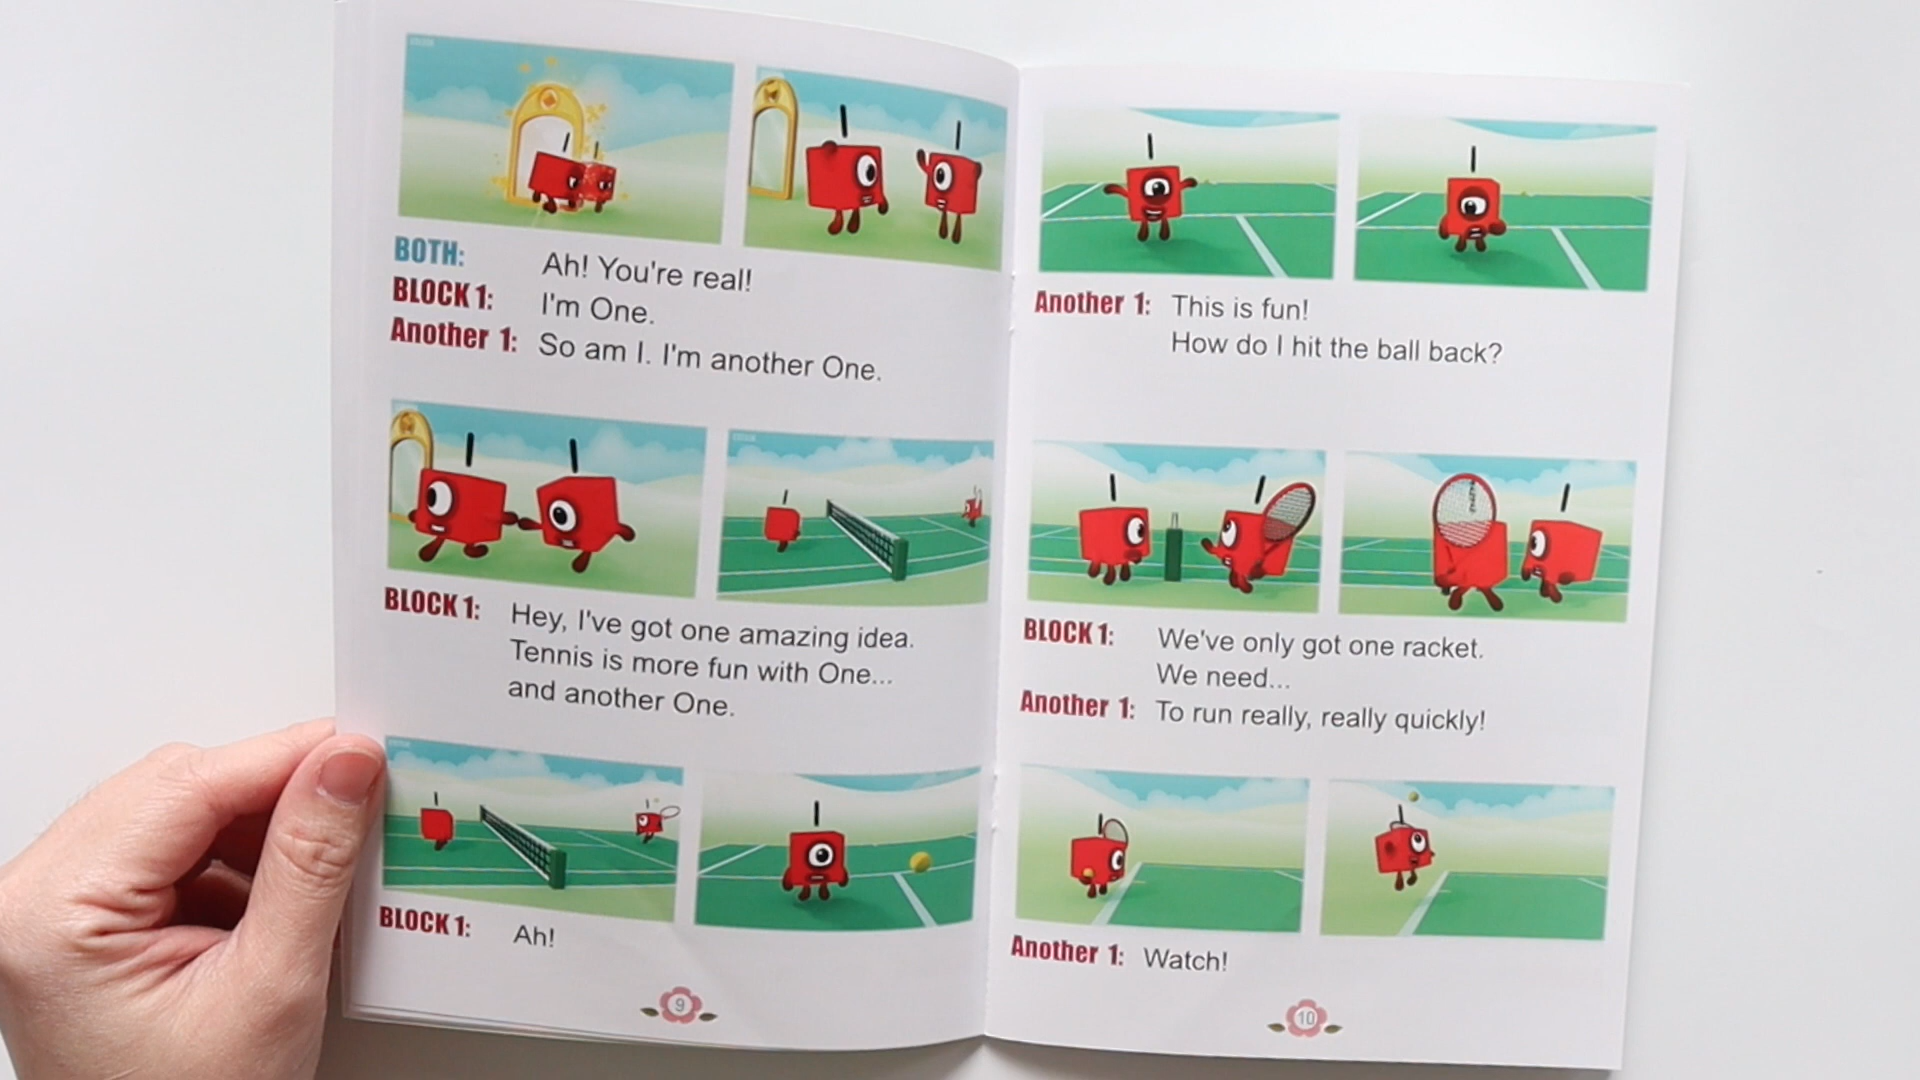 BOTH: Ah! You're real!
BLOCK 1: I'm One.
Another 1: So am I. I'm another One.
BLOCK 1: Hey, I've got one amazing idea.
Tennis is more fun with One...
and another One.
BLOCK 1: Ah!
9
Another 1: This is fun!
How do I hit the ball back?
BLOCK 1: We've only got one racket.
We need...
Another 1: To run really, really quickly!
Another 1: Watch!
10